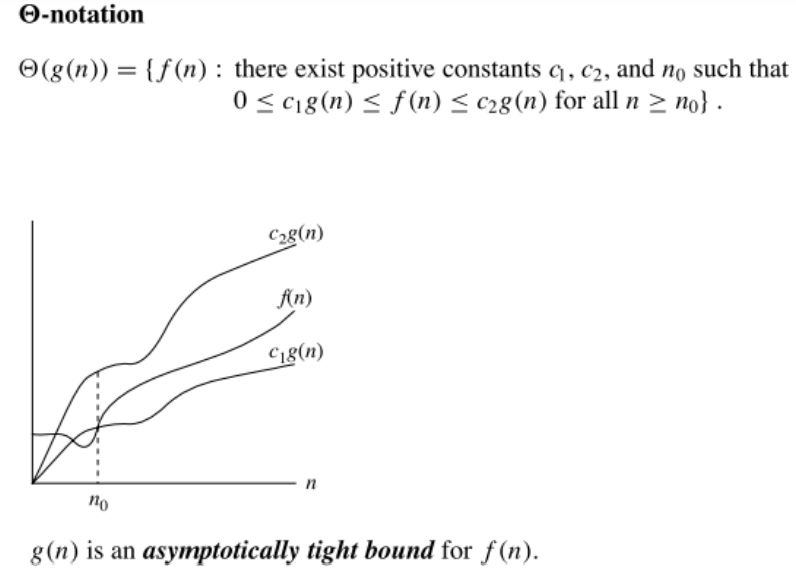 Θ-notation
Θ(g(n)) = {f(n) : there exist positive constants c₁, c₂, and n₀ such that
0 ≤ c₁g(n) ≤ f(n) ≤ c₂g(n) for all n ≥ n₀} .
c₂g(n)
f(n)
c₁g(n)
n
n₀
g(n) is an asymptotically tight bound for f(n).